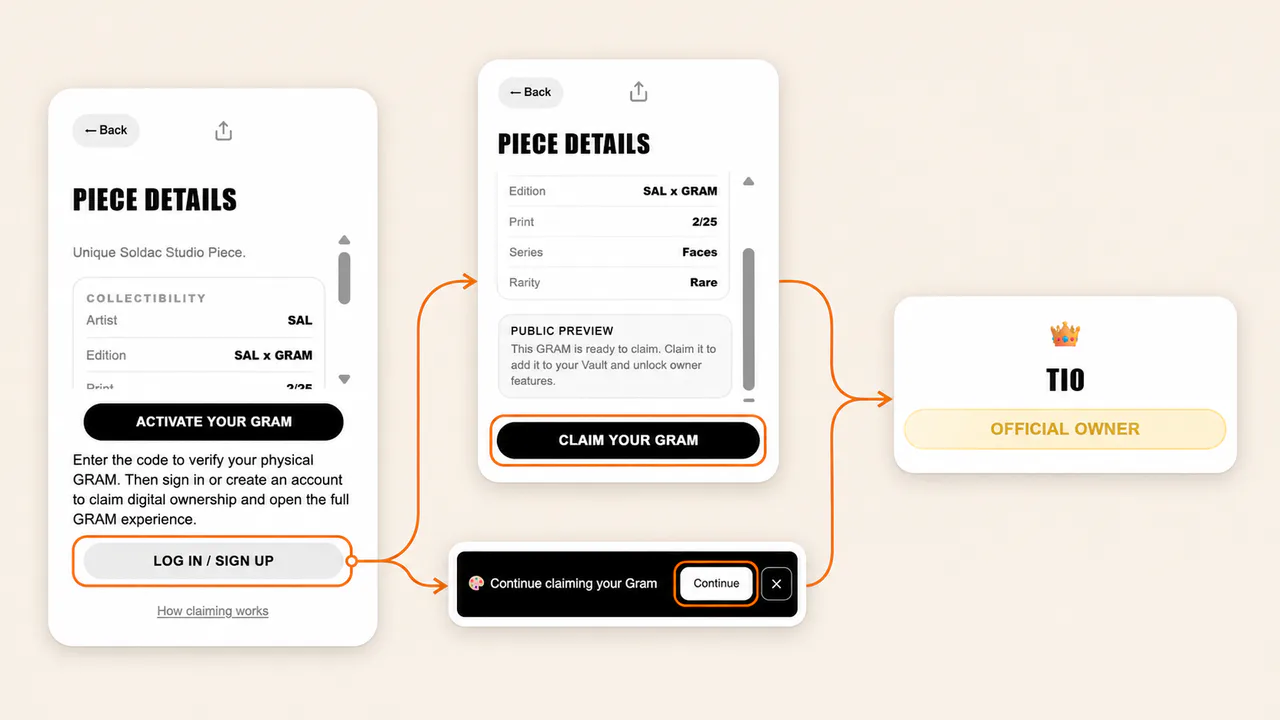 ← Back
PIECE DETAILS
Unique Soldac Studio Piece.
COLLECTIBILITY
Artist SAL
Edition SAL x GRAM
Print 2/25
ACTIVATE YOUR GRAM
Enter the code to verify your physical
GRAM. Then sign in or create an account
to claim digital ownership and open the full
GRAM experience.
LOG IN / SIGN UP
How claiming works
← Back
PIECE DETAILS
Edition SAL x GRAM
Print 2/25
Series Faces
Rarity Rare
PUBLIC PREVIEW
This GRAM is ready to claim. Claim it to
add it to your Vault and unlock owner
features.
CLAIM YOUR GRAM
Continue claiming your Gram Continue
TIO
OFFICIAL OWNER